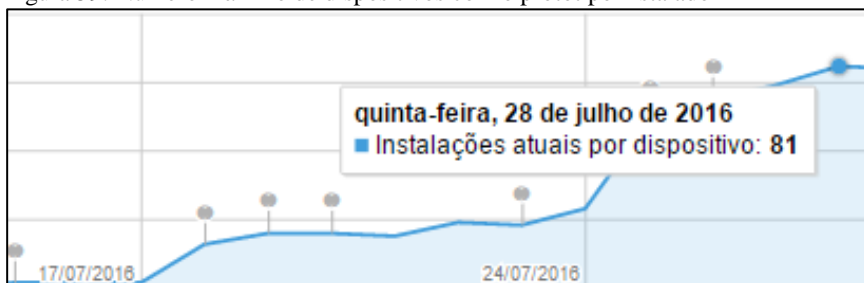 quinta-feira, 28 de julho de 2016
Instalações atuais por dispositivo: 81
17/07/2016
24/07/2016